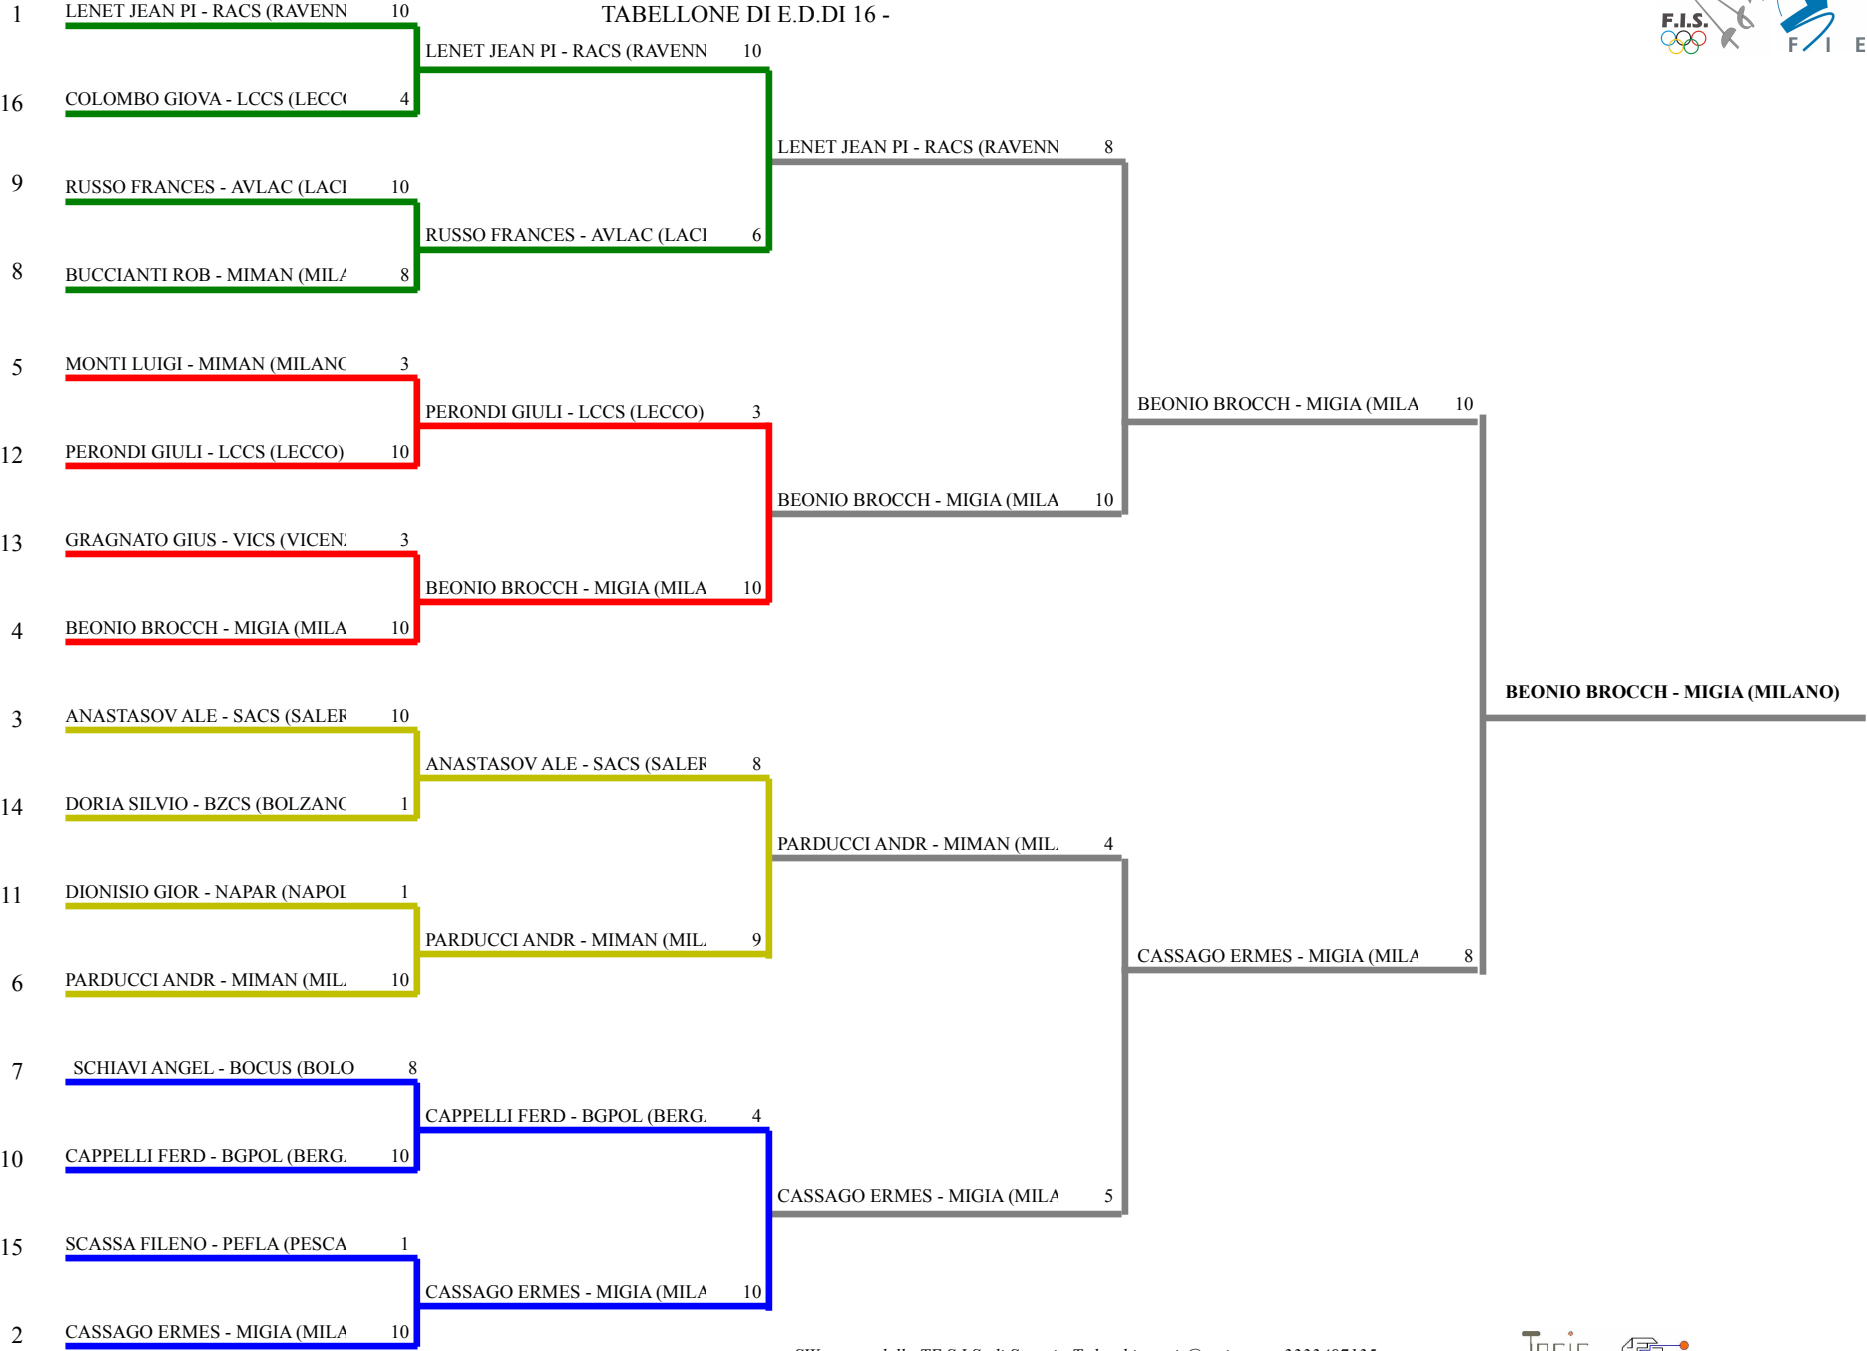 TABELLONE DI E.D.DI 16 -
F.I.S.
F I E
1 LENET JEAN PI - RACS (RAVENN 10
LENET JEAN PI - RACS (RAVENN 10
16 COLOMBO GIOVA - LCCS (LECC 4
LENET JEAN PI - RACS (RAVENN 8
9 RUSSO FRANCES - AVLAC (LACI 10
RUSSO FRANCES - AVLAC (LACI 6
8 BUCCIANTI ROB - MIMAN (MILA 8
5 MONTI LUIGI - MIMAN (MILANO 3
BEONIO BROCCH - MIGIA (MILA 10
PERONDI GIULI - LCCS (LECCO) 3
12 PERONDI GIULI - LCCS (LECCO) 10
BEONIO BROCCH - MIGIA (MILA 10
13 GRAGNATO GIUS - VICS (VICEN 3
BEONIO BROCCH - MIGIA (MILA 10
4 BEONIO BROCCH - MIGIA (MILA 10
BEONIO BROCCH - MIGIA (MILANO)
3 ANASTASOV ALE - SACS (SALER 10
ANASTASOV ALE - SACS (SALER 8
14 DORIA SILVIO - BZCS (BOLZANO 1
PARDUCCI ANDR - MIMAN (MIL 4
11 DIONISIO GIOR - NAPAR (NAPOL 1
PARDUCCI ANDR - MIMAN (MIL 9
CASSAGO ERMES - MIGIA (MILA 8
6 PARDUCCI ANDR - MIMAN (MIL 10
7 SCHIAVI ANGEL - BOCUS (BOLO 8
CAPPELLI FERD - BGPOL (BERG 4
10 CAPPELLI FERD - BGPOL (BERG 10
CASSAGO ERMES - MIGIA (MILA 5
15 SCASSA FILENO - PEFLA (PESCA 1
CASSAGO ERMES - MIGIA (MILA 10
2 CASSAGO ERMES - MIGIA (MILA 10